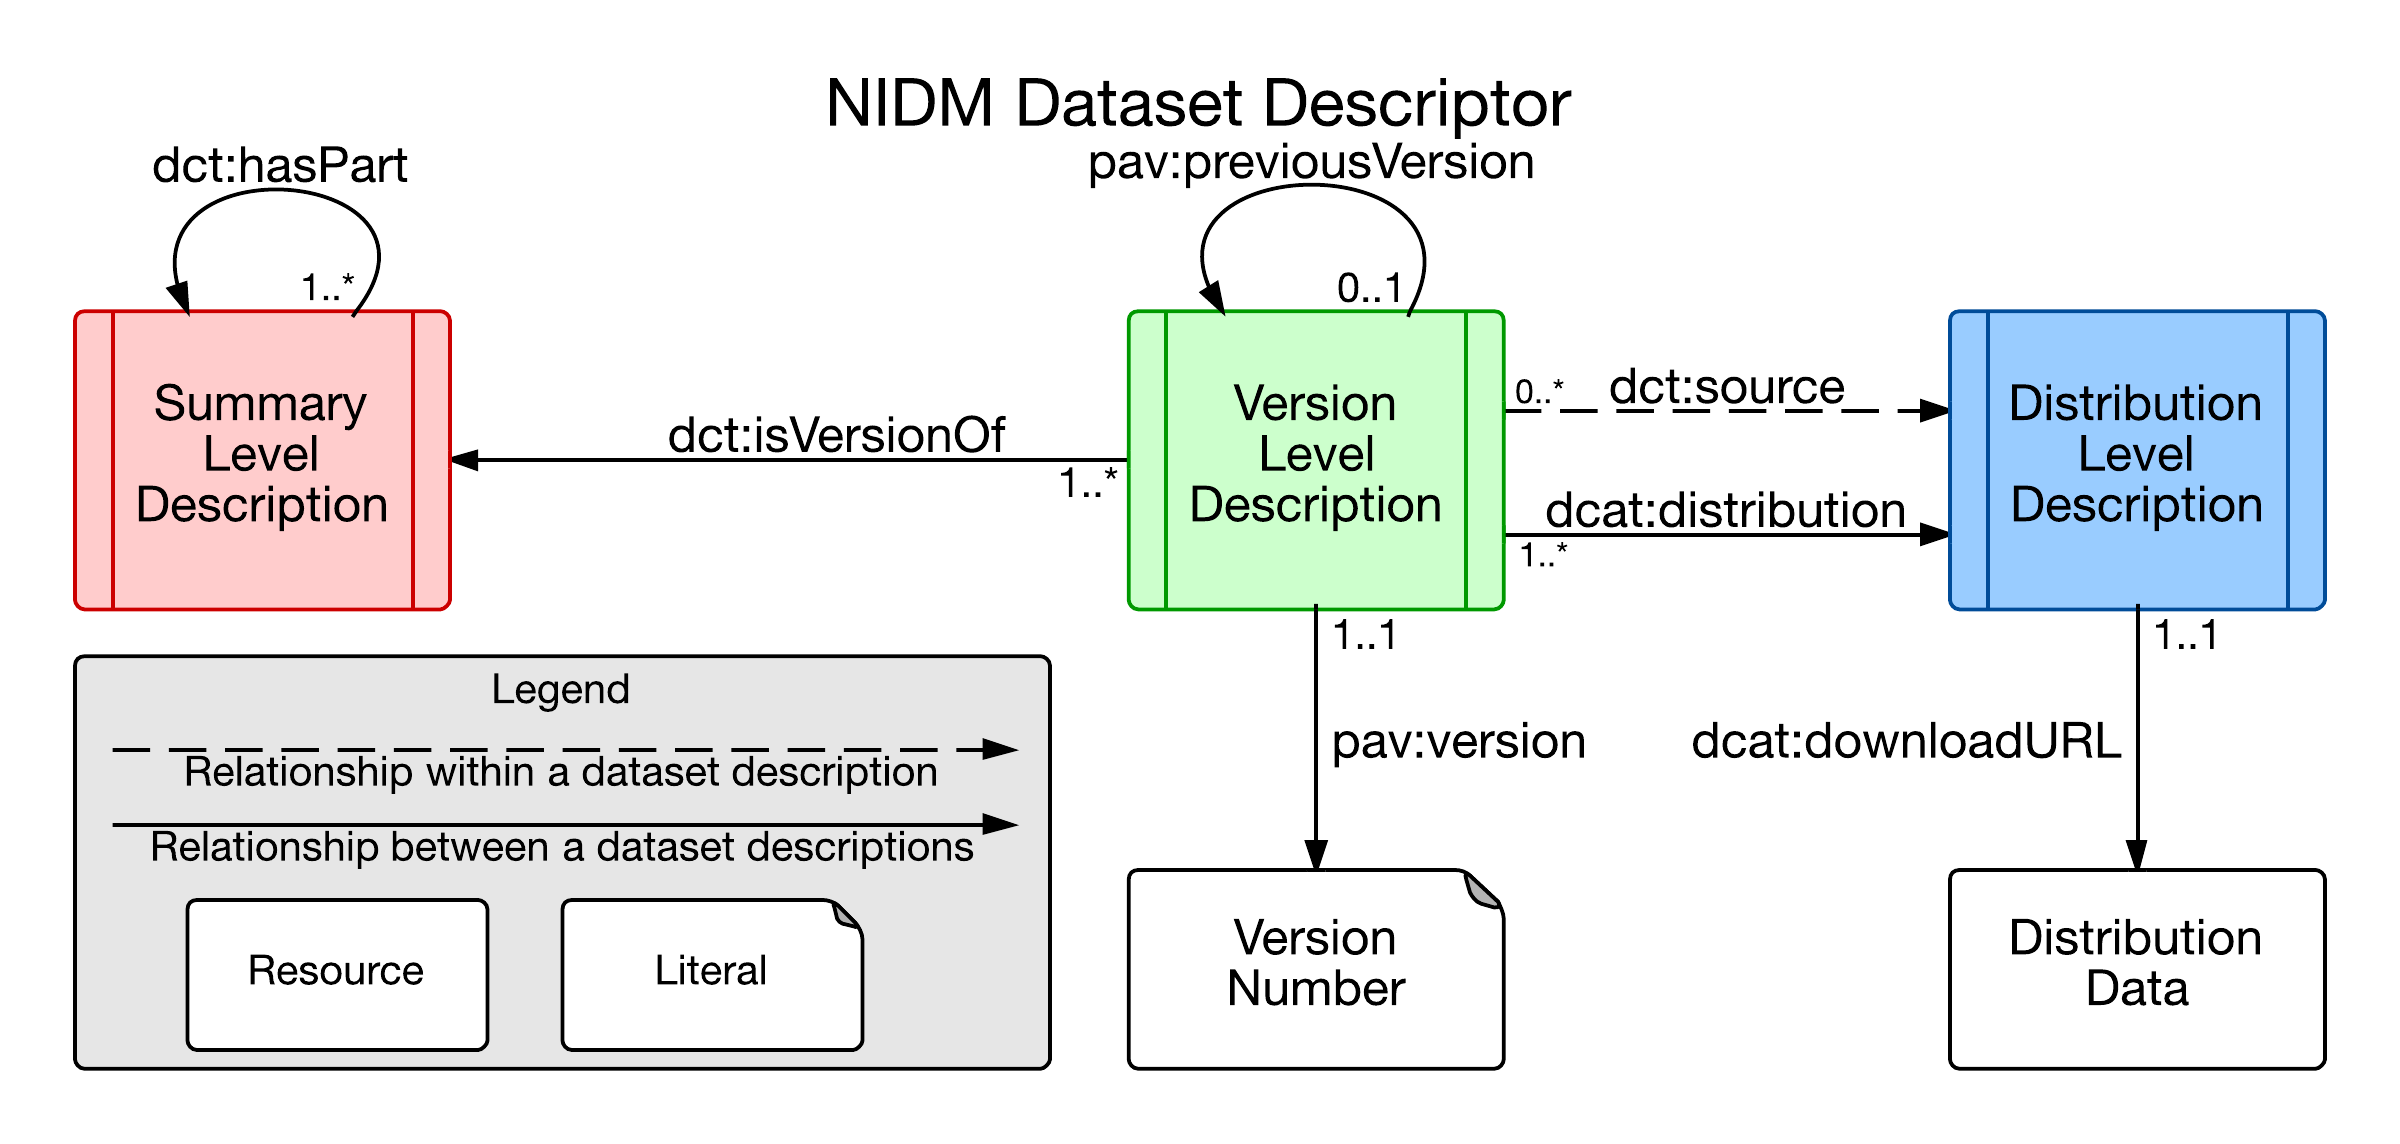 NIDM Dataset Descriptor
dct:hasPart
pav:previousVersion
1..*
0..1
Summary
Level
Description
dct:isVersionOf
1..*
Version
Level
Description
0..*
dct:source
dcat:distribution
1..*
Distribution
Level
Description
1..1
1..1
pav:version
dcat:downloadURL
Legend
Relationship within a dataset description
Relationship between a dataset descriptions
Resource
Literal
Version
Number
Distribution
Data